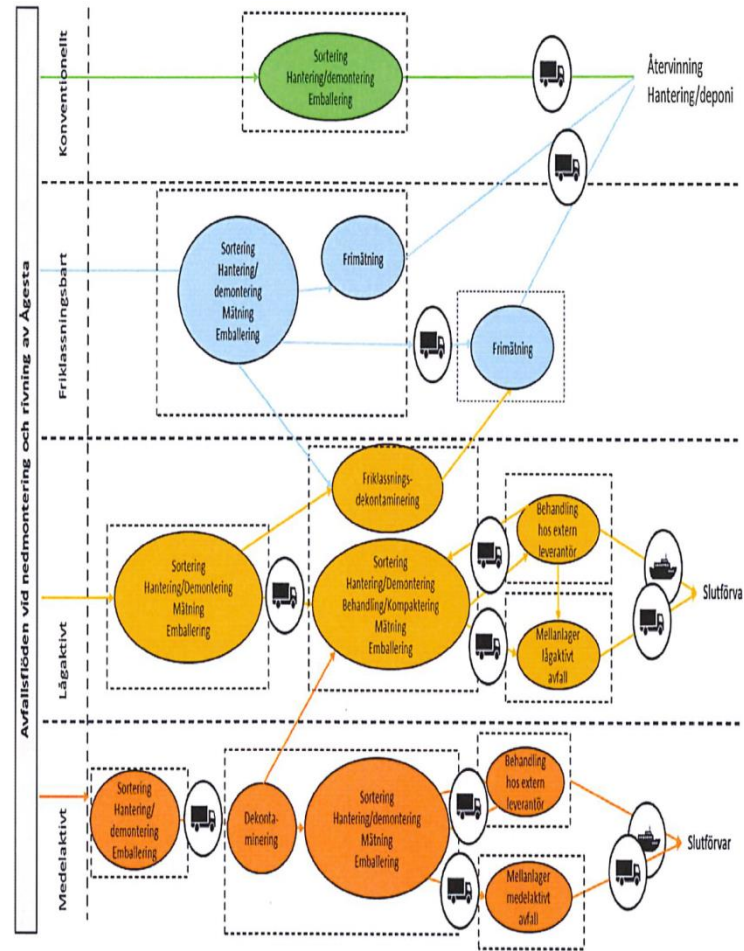 Avfallsflöden vid nedmontering och rivning av Ågesta
Konventionellt
Sortering
Hantering/demontering
Emballering
Återvinning
Hantering/deponi
Friklassningsbart
Sortering
Hantering/
demontering
Mätning
Emballering
Frimätning
Frimätning
Lågaktivt
Friklassnings-
dekontaminering
Sortering
Hantering/Demontering
Mätning
Emballering
Sortering
Hantering/Demontering
Behandling/Kompaktering
Mätning
Emballering
Behandling
hos extern
leverantör
Mellanlager
lågaktivt
avfall
Slutförva
Medelaktivt
Sortering
Hantering/
demontering
Emballering
Dekonta-
minering
Sortering
Hantering/demontering
Mätning
Emballering
Behandling
hos extern
leverantör
Mellanlager
medelaktivt
avfall
Slutförvar